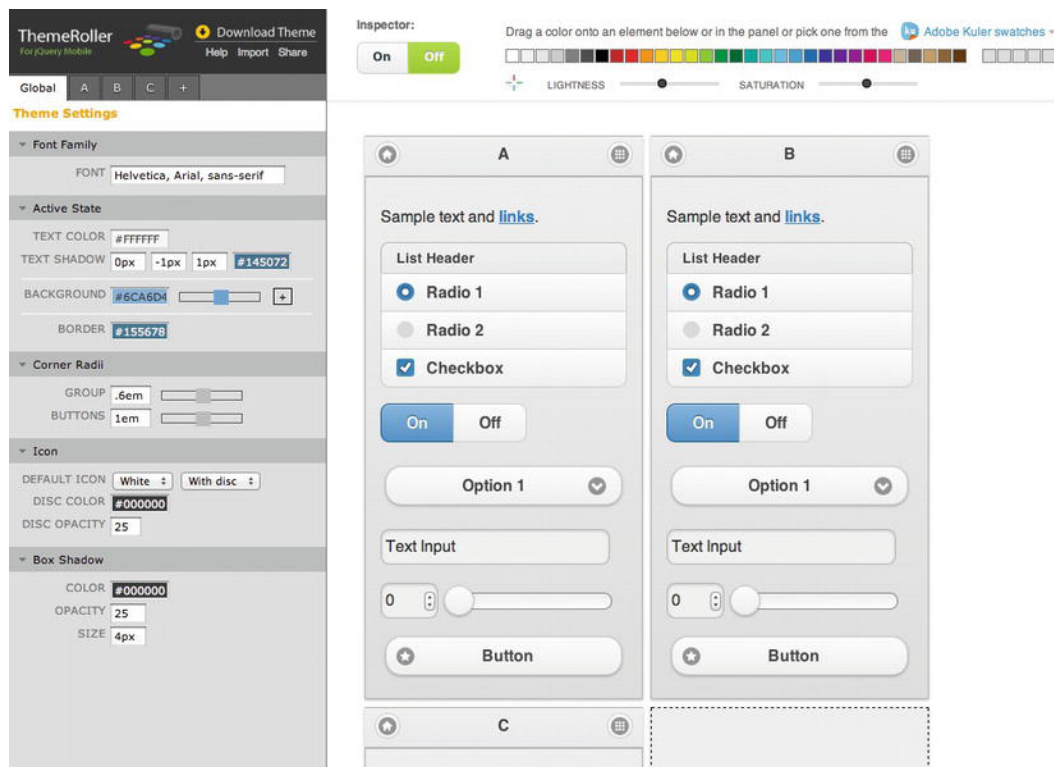 ThemeRoller
For jQuery Mobile
Download Theme
Help Import Share
Global A B C +
Theme Settings
Font Family
FONT Helvetica, Arial, sans-serif
Active State
TEXT COLOR #FFFFFF
TEXT SHADOW 0px -1px 1px #145072
BACKGROUND #6CA6D4 +
BORDER #155678
Corner Radii
GROUP .6em
BUTTONS 1em
Icon
DEFAULT ICON White With disc
DISC COLOR #000000
DISC OPACITY 25
Box Shadow
COLOR #000000
OPACITY 25
SIZE 4px
Inspector:
On Off
Drag a color onto an element below or in the panel or pick one from the ku Adobe Kuler swatches
LIGHTNESS SATURATION
A
Sample text and links.
List Header
Radio 1
Radio 2
Checkbox
On Off
Option 1
Text Input
0
Button
B
Sample text and links.
List Header
Radio 1
Radio 2
Checkbox
On Off
Option 1
Text Input
0
Button
C